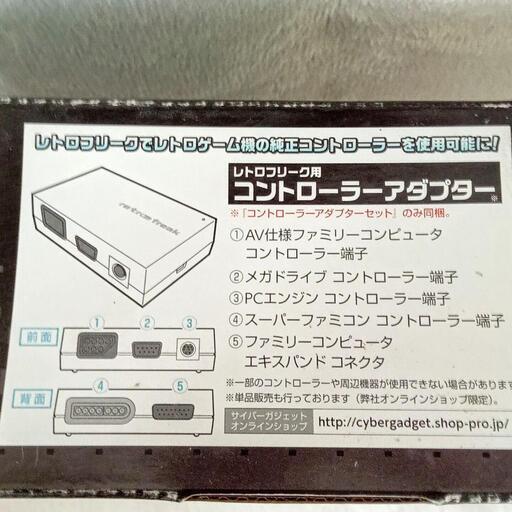 レトロフリークでレトロゲーム機の純正コントローラーを使用可能に!
レトロフリーク用
コントローラーアダプター※
※『コントローラーアダプターセット』のみ同梱。
retro freak
①AV仕様ファミリーコンピュータ
コントローラー端子
②メガドライブ コントローラー端子
③PCエンジン コントローラー端子
④スーパーファミコン コントローラー端子
⑤ファミリーコンピュータ
エキスパンド コネクタ
前面
① ② ③
背面
④ ⑤
※一部のコントローラーや周辺機器が使用できない場合があります
※単品販売も行っております（弊社オンラインショップ限定）。
サイバーガジェット
オンラインショップ
http://cybergadget.shop-pro.jp/